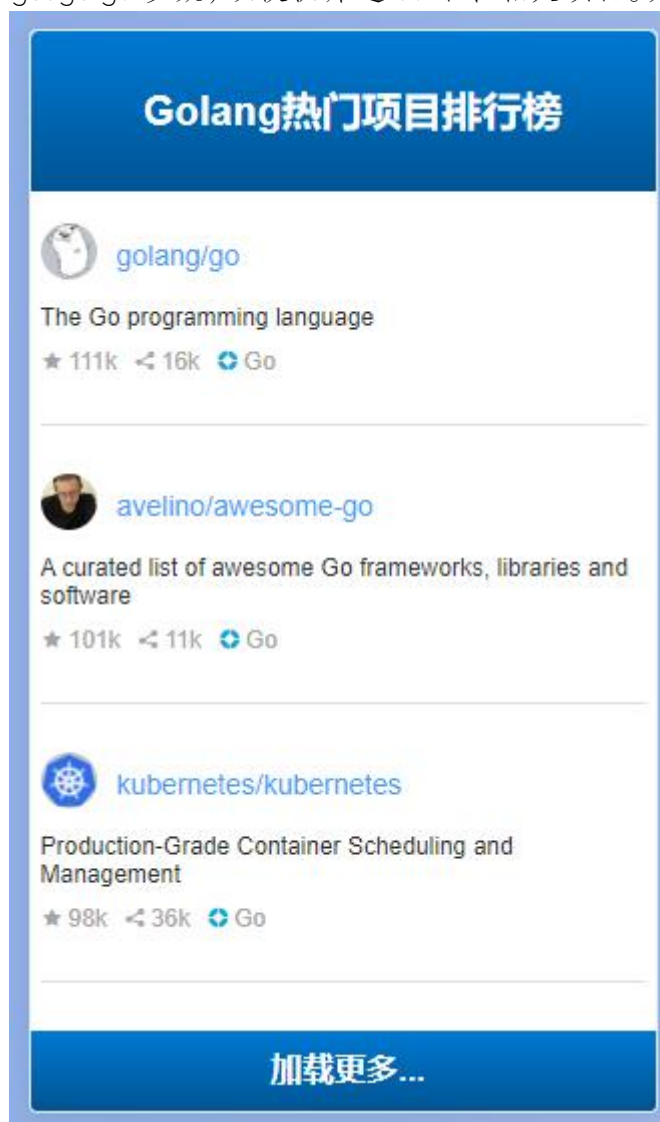 Golang热门项目排行榜
golang/go
The Go programming language
111k 16k Go
avelino/awesome-go
A curated list of awesome Go frameworks, libraries and
software
101k 11k Go
kubernetes/kubernetes
Production-Grade Container Scheduling and
Management
98k 36k Go
加载更多...